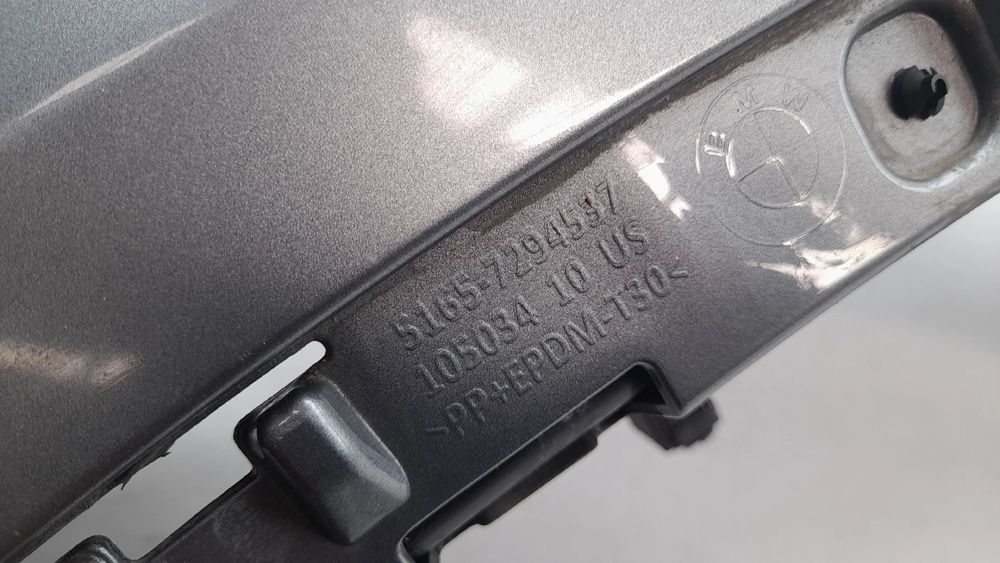 BMW
5165-7294537
105034 10 US
>PP+EPDM-T30<